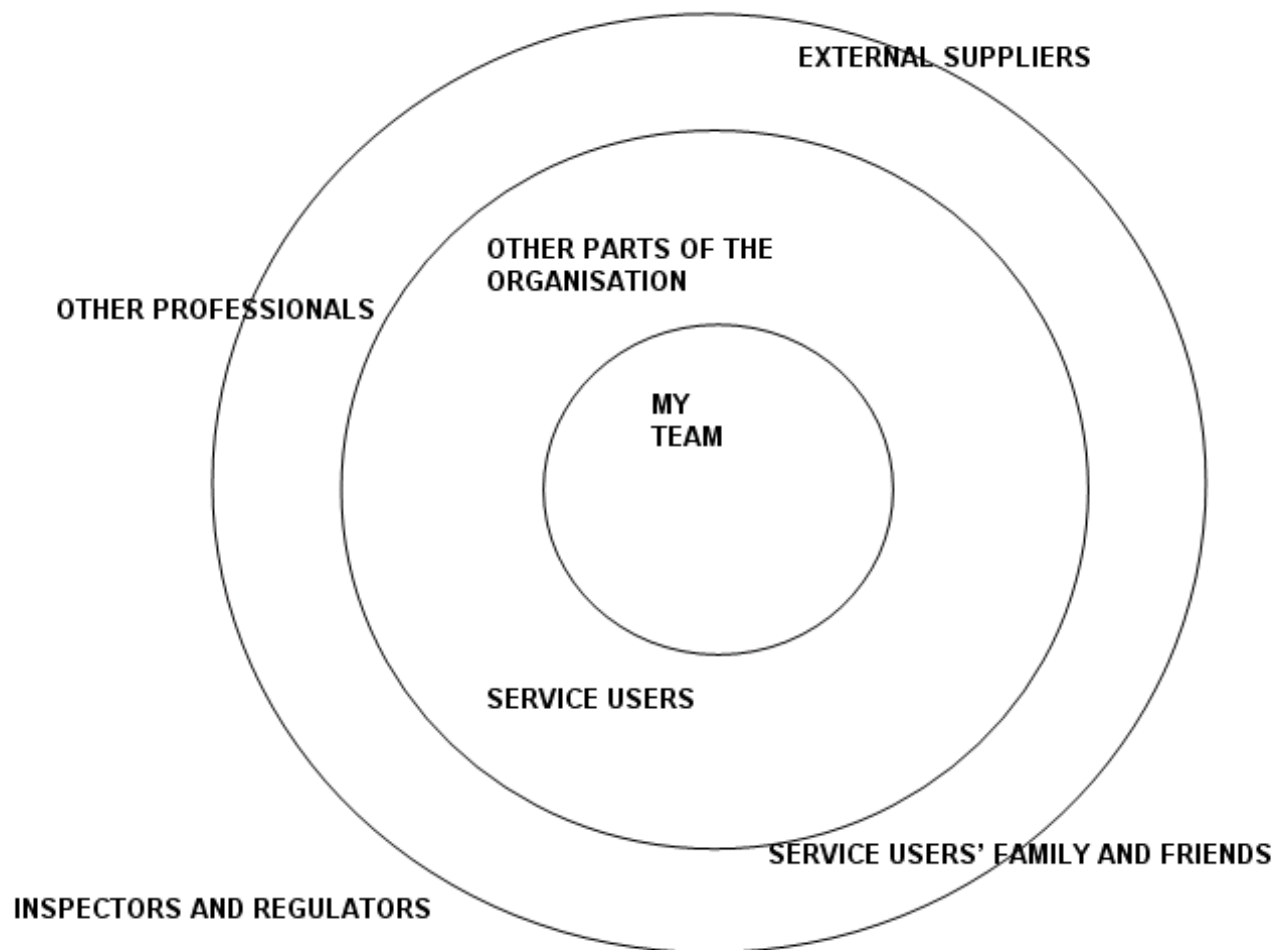 EXTERNAL SUPPLIERS
OTHER PARTS OF THE
ORGANISATION
OTHER PROFESSIONALS
MY
TEAM
SERVICE USERS
SERVICE USERS’ FAMILY AND FRIENDS
INSPECTORS AND REGULATORS